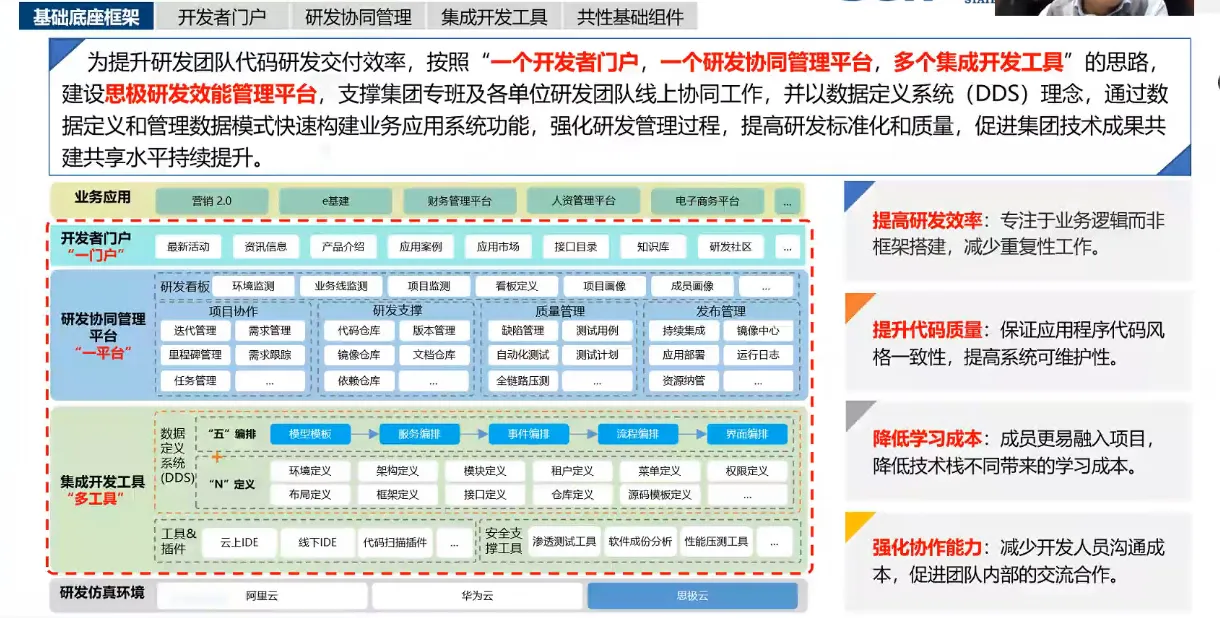 基础底座框架 开发者门户 研发协同管理 集成开发工具 共性基础组件
为提升研发团队代码研发交付效率，按照“一个开发者门户，一个研发协同管理平台，多个集成开发工具”的思路，
建设思极研发效能管理平台，支撑集团专班及各单位研发团队线上协同工作，并以数据定义系统（DDS）理念，通过数
据定义和管理数据模式快速构建业务应用系统功能，强化研发管理过程，提高研发标准化和质量，促进集团技术成果共
建共享水平持续提升。
业务应用 营销 2.0 e基建 财务管理平台 人资管理平台 电子商务平台 ...
开发者门户
“一门户”
最新活动 资讯信息 产品介绍 应用案例 应用市场 接口目录 知识库 研发社区 ...
研发协同管理
平台
“一平台”
研发看板 环境监测 业务线监测 项目监测 看板定义 项目画像 成员画像 ...
项目协作 研发支撑 质量管理 发布管理
迭代管理 需求管理 代码仓库 版本管理 缺陷管理 测试用例 持续集成 镜像中心
里程碑管理 需求跟踪 镜像仓库 文档仓库 自动化测试 测试计划 应用部署 运行日志
任务管理 ... 依赖仓库 ... 全链路压测 ... 资源纳管 ...
集成开发工具
“多工具”
数据
定义
系统
(DDS)
“五”编排 模型模板 服务编排 事件编排 流程编排 界面编排
+
“N”定义
环境定义 架构定义 模块定义 租户定义 菜单定义 权限定义
布局定义 框架定义 接口定义 仓库定义 源码模板定义 ...
工具&
插件
云上IDE 线下IDE 代码扫描插件 ...
安全支
撑工具
渗透测试工具 软件成份分析 性能压测工具 ...
研发仿真环境 阿里云 华为云 思极云
提高研发效率：专注于业务逻辑而非
框架搭建，减少重复性工作。
提升代码质量：保证应用程序代码风
格一致性，提高系统可维护性。
降低学习成本：成员更易融入项目，
降低技术栈不同带来的学习成本。
强化协作能力：减少开发人员沟通成
本，促进团队内部的交流合作。